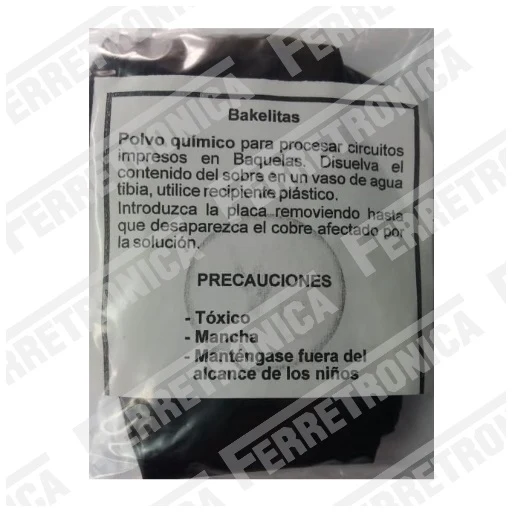 Bakelitas
Polvo químico para procesar circuitos
impresos en Baquelas. Disuelva el
contenido del sobre en un vaso de agua
tibia, utilice recipiente plástico.
Introduzca la placa removiendo hasta
que desaparezca el cobre afectado por
la solución.
PRECAUCIONES
- Tóxico
- Mancha
- Manténgase fuera del
alcance de los niños
FERRETRONICA